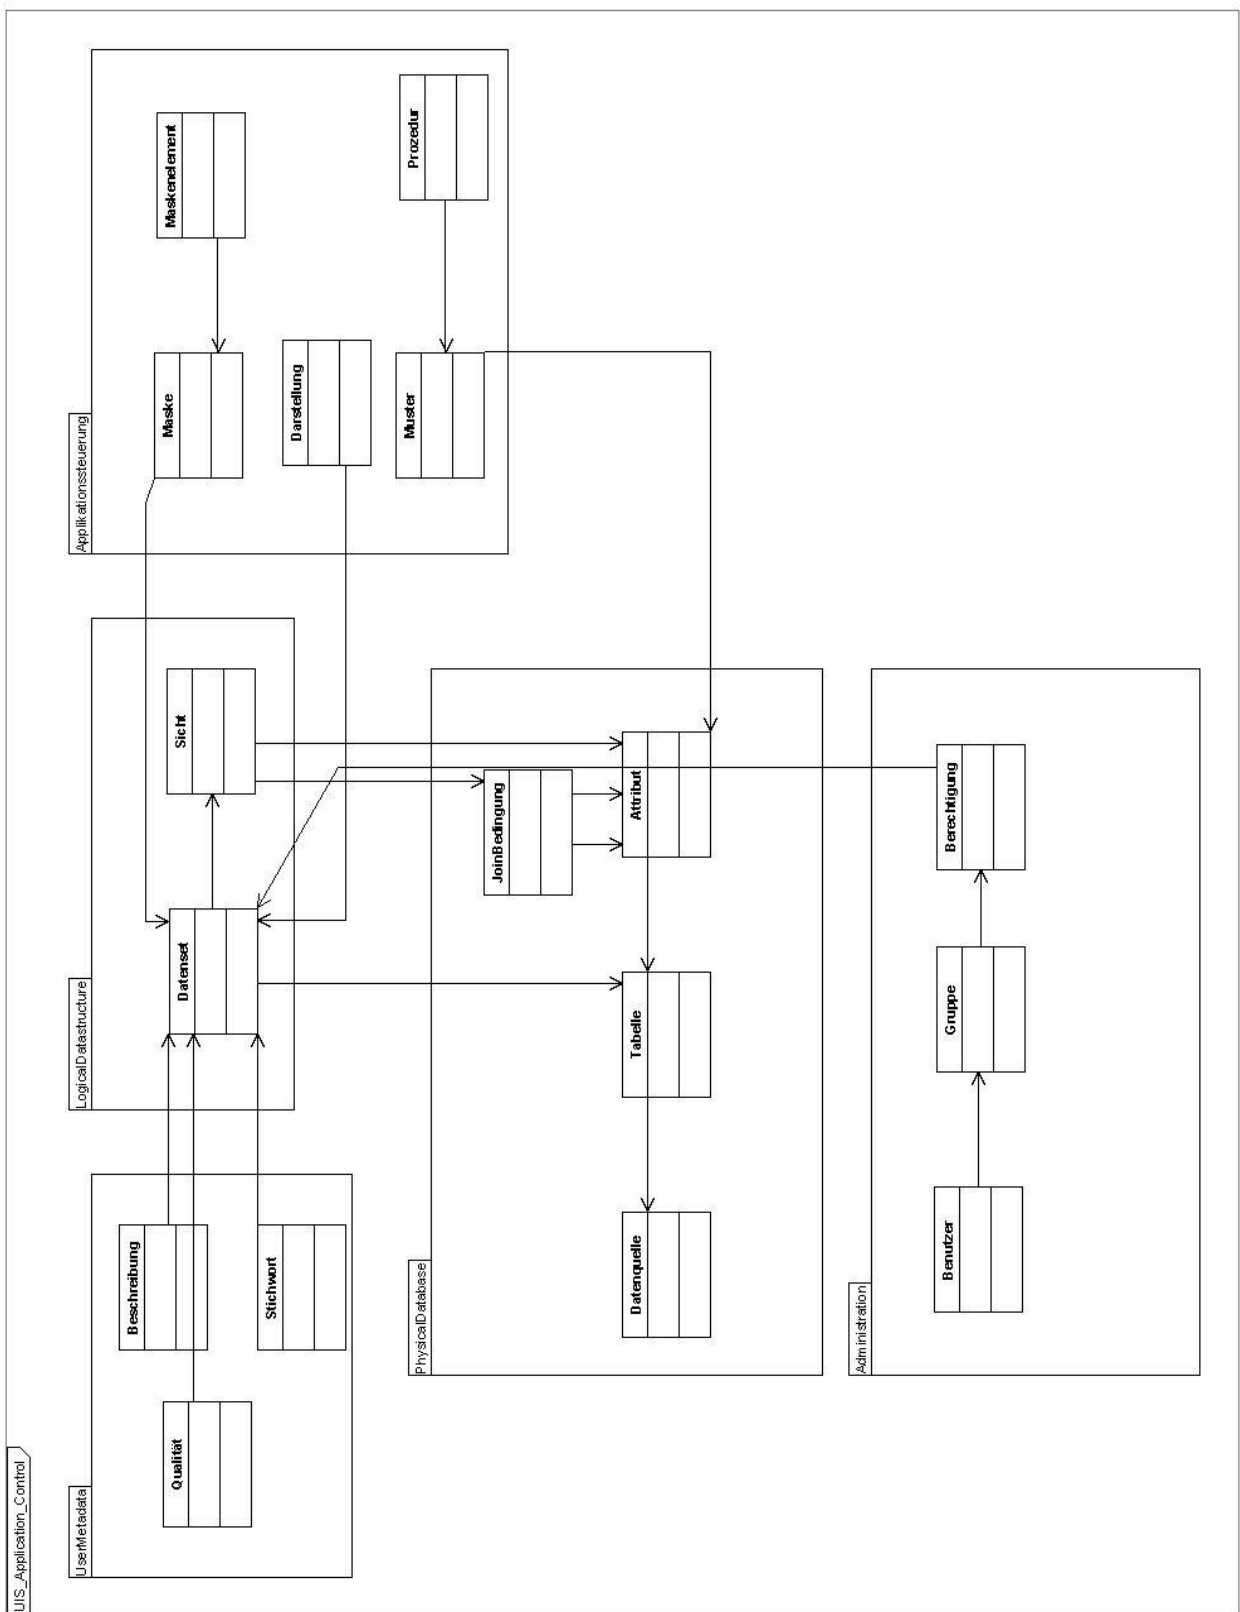 UIS_Application_Control
UserMetadata
Qualität
Beschreibung
Stichwort
LogicalDatastructure
Datenset
Sicht
Applikationssteuerung
Maske
Maskenelement
Darstellung
Muster
Prozedur
PhysicalDatabase
Datenquelle
Tabelle
JoinBedingung
Attribut
Administration
Benutzer
Gruppe
Berechtigung